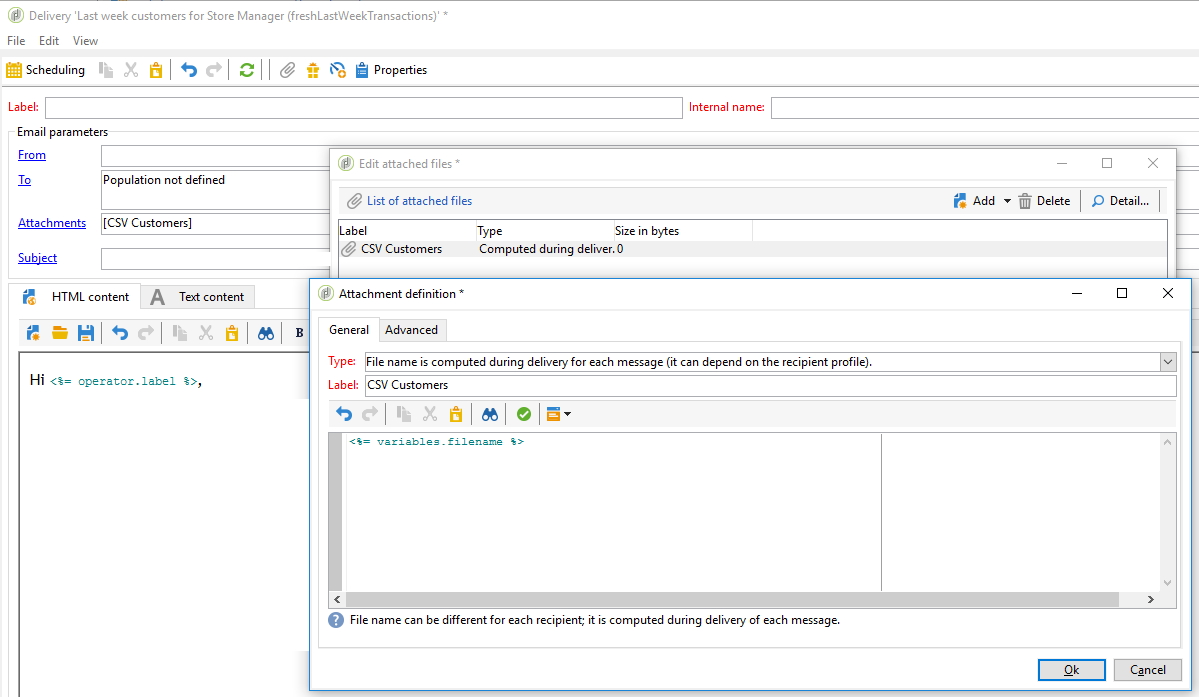 Delivery 'Last week customers for Store Manager (freshLastWeekTransactions)' *
File Edit View
Scheduling Properties
Label: Internal name:
Email parameters
From
To Population not defined
Attachments [CSV Customers]
Subject
HTML content Text content
B
Hi <%= operator.label %>,
Edit attached files *
List of attached files Add Delete Detail...
Label Type Size in bytes
CSV Customers Computed during deliver. 0
Attachment definition *
General Advanced
Type: File name is computed during delivery for each message (it can depend on the recipient profile).
Label: CSV Customers
<%= variables.filename %>
File name can be different for each recipient; it is computed during delivery of each message.
Ok Cancel